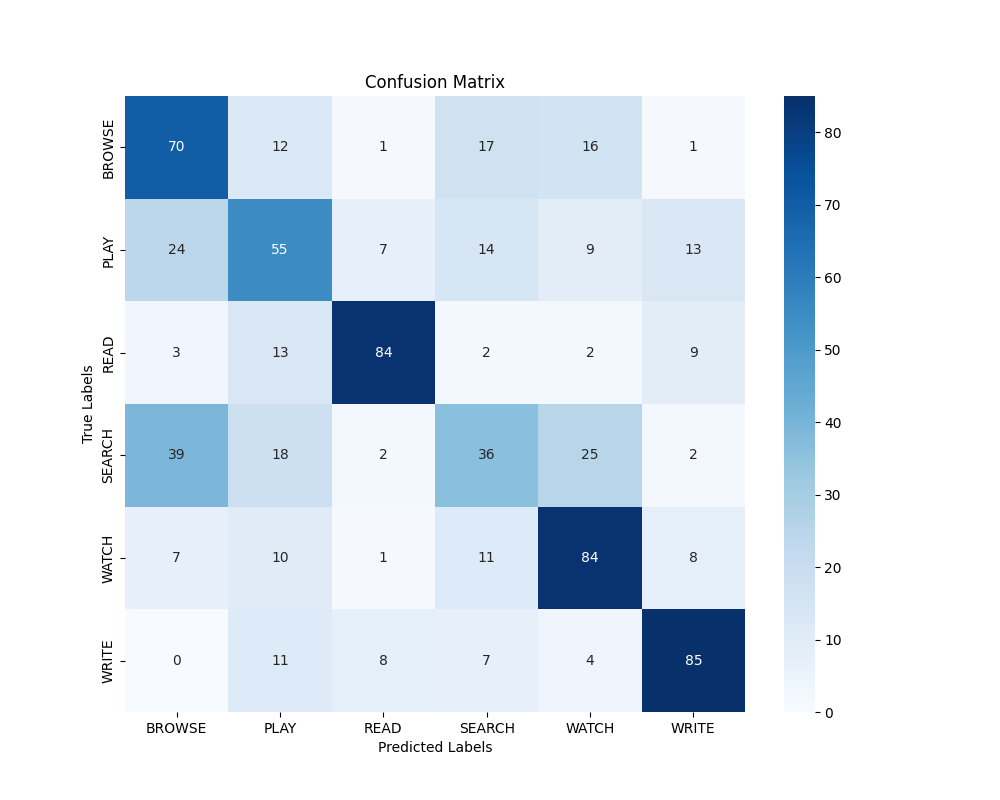 Confusion Matrix
BROWSE 70 12 1 17 16 1
PLAY 24 55 7 14 9 13
READ 3 13 84 2 2 9
SEARCH 39 18 2 36 25 2
WATCH 7 10 1 11 84 8
WRITE 0 11 8 7 4 85
True Labels
BROWSE PLAY READ SEARCH WATCH WRITE
Predicted Labels
80
70
60
50
40
30
20
10
0